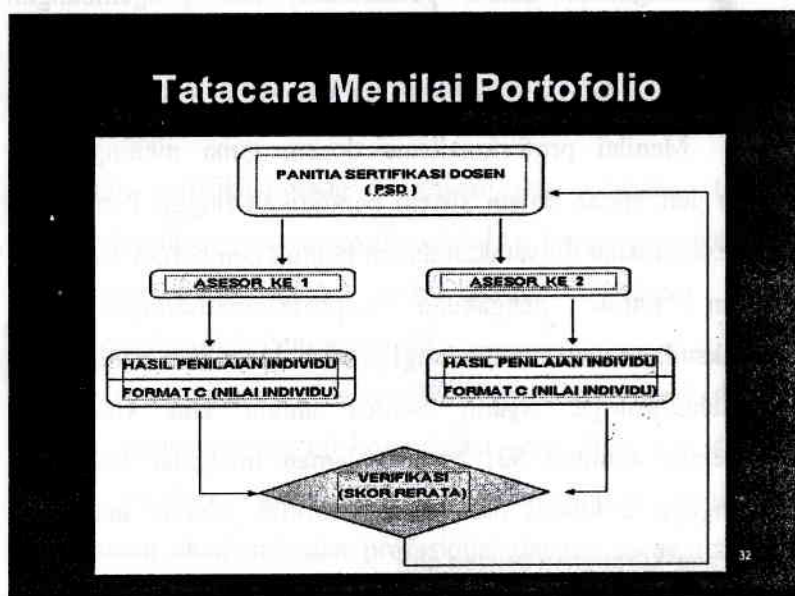 Tatacara Menilai Portofolio
PANITIA SERTIFIKASI DOSEN
( PSD )
ASESOR KE 1
ASESOR KE 2
HASIL PENILAIAN INDIVIDU
FORMAT C (NILAI INDIVIDU)
HASIL PENILAIAN INDIVIDU
FORMAT C (NILAI INDIVIDU)
VERIFIKASI
(SKOR RERATA)
32